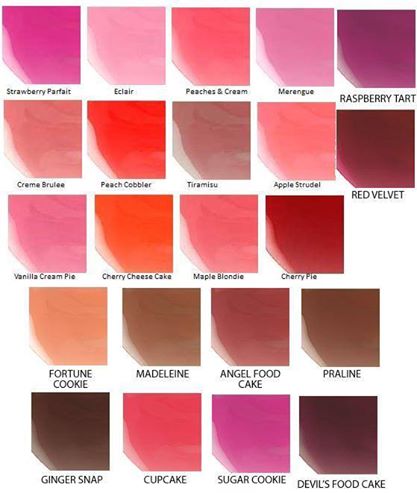 Strawberry Parfait
Eclair
Peaches & Cream
Merengue
RASPBERRY TART
Creme Brulee
Peach Cobbler
Tiramisu
Apple Strudel
RED VELVET
Vanilla Cream Pie
Cherry Cheese Cake
Maple Blondie
Cherry Pie
FORTUNE
COOKIE
MADELEINE
ANGEL FOOD
CAKE
PRALINE
GINGER SNAP
CUPCAKE
SUGAR COOKIE
DEVIL'S FOOD CAKE